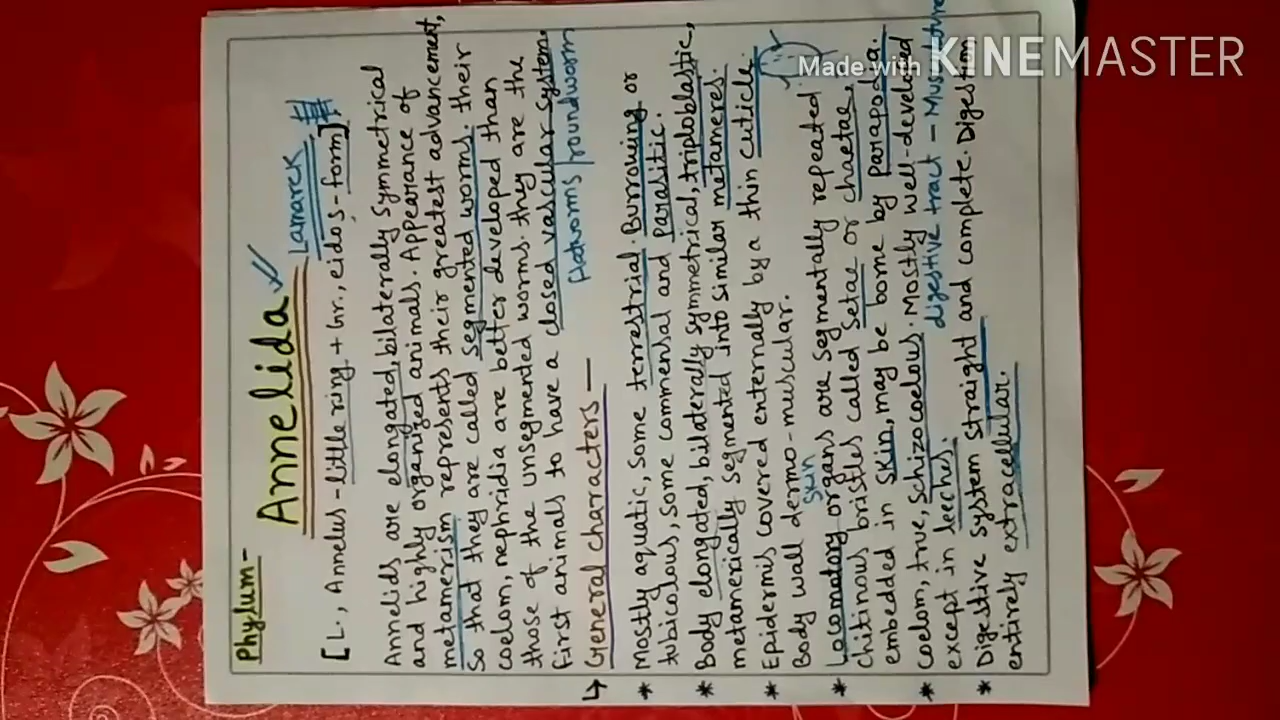 Phylum-
Annelida
Lamarck
[L., Annelus-little ring + Gr., eidos-form]
Annelids are elongated, bilaterally symmetrical
and highly organized animals. Appearance of
metamerism represents their greatest advancement,
So that they are called segmented worms. their
coelom, nephridia are better developed than
those of the unsegmented worms. they are the
first animals to have a closed vascular system.
flatworms/roundworm
↳ General characters —
* Mostly aquatic, some terrestrial. Burrowing or
tubicalous, some commensal and parasitic.
* Body elongated, bilaterally symmetrical, triploblastic,
metamerically segmented into similar metameres.
* Epidermis covered externally by a thin cuticle.
Body wall dermo-muscular.
skin
* Locomatory organs are segmentally repeated
chitinous bristles called Setae or chaetae,
embedded in skin, may be borne by parapodia.
* Coelom, true, schizocoelous. Mostly well-developed
except in leeches.
digestive tract - Musculture
* Digestive System straight and complete. Digestion
entirely extracellular.
Made with KINEMASTER